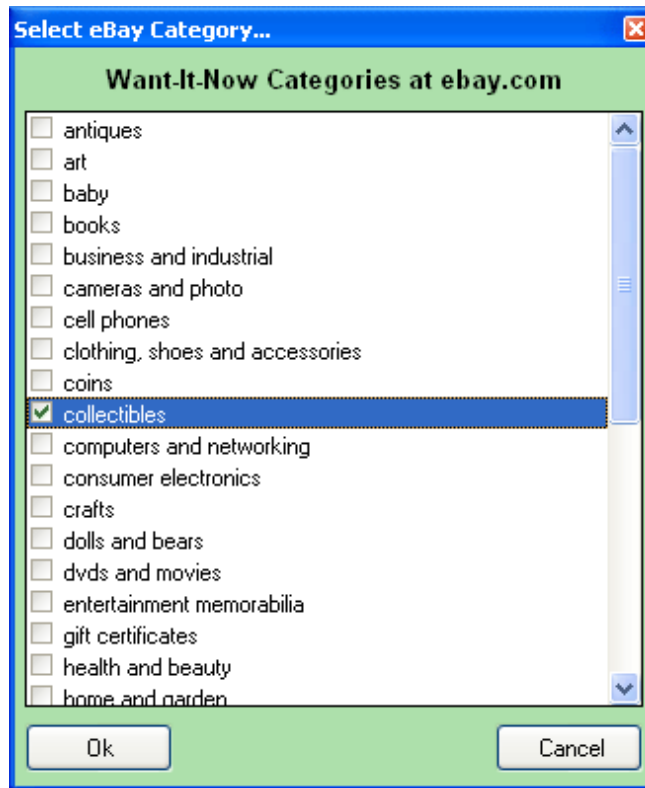 Select eBay Category...
Want-It-Now Categories at ebay.com
antiques
art
baby
books
business and industrial
cameras and photo
cell phones
clothing, shoes and accessories
coins
collectibles
computers and networking
consumer electronics
crafts
dolls and bears
dvds and movies
entertainment memorabilia
gift certificates
health and beauty
home and garden
Ok Cancel